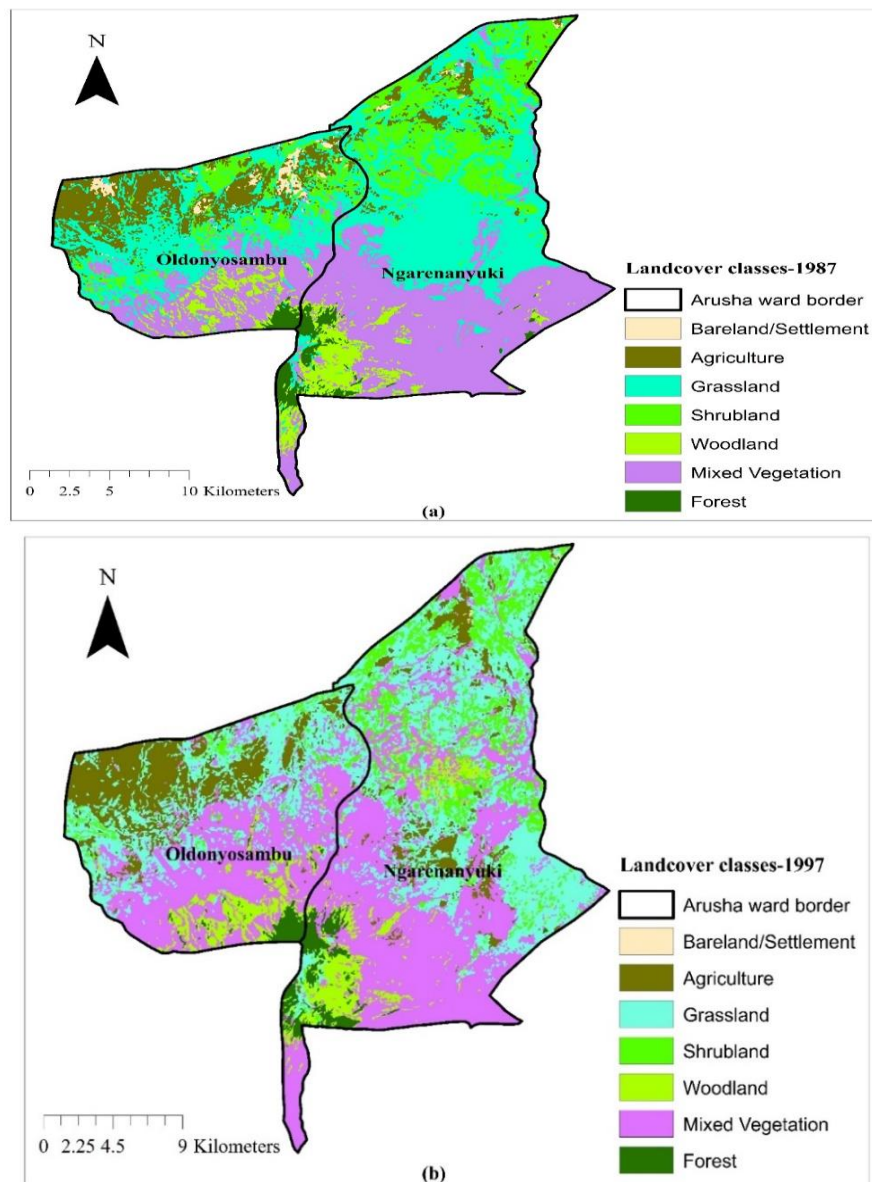 N
Oldonyosambu
Ngarenanyuki
Landcover classes-1987
Arusha ward border
Bareland/Settlement
Agriculture
Grassland
Shrubland
Woodland
Mixed Vegetation
Forest
0 2.5 5 10 Kilometers
(a)
N
Oldonyosambu
Ngarenanyuki
Landcover classes-1997
Arusha ward border
Bareland/Settlement
Agriculture
Grassland
Shrubland
Woodland
Mixed Vegetation
Forest
0 2.25 4.5 9 Kilometers
(b)